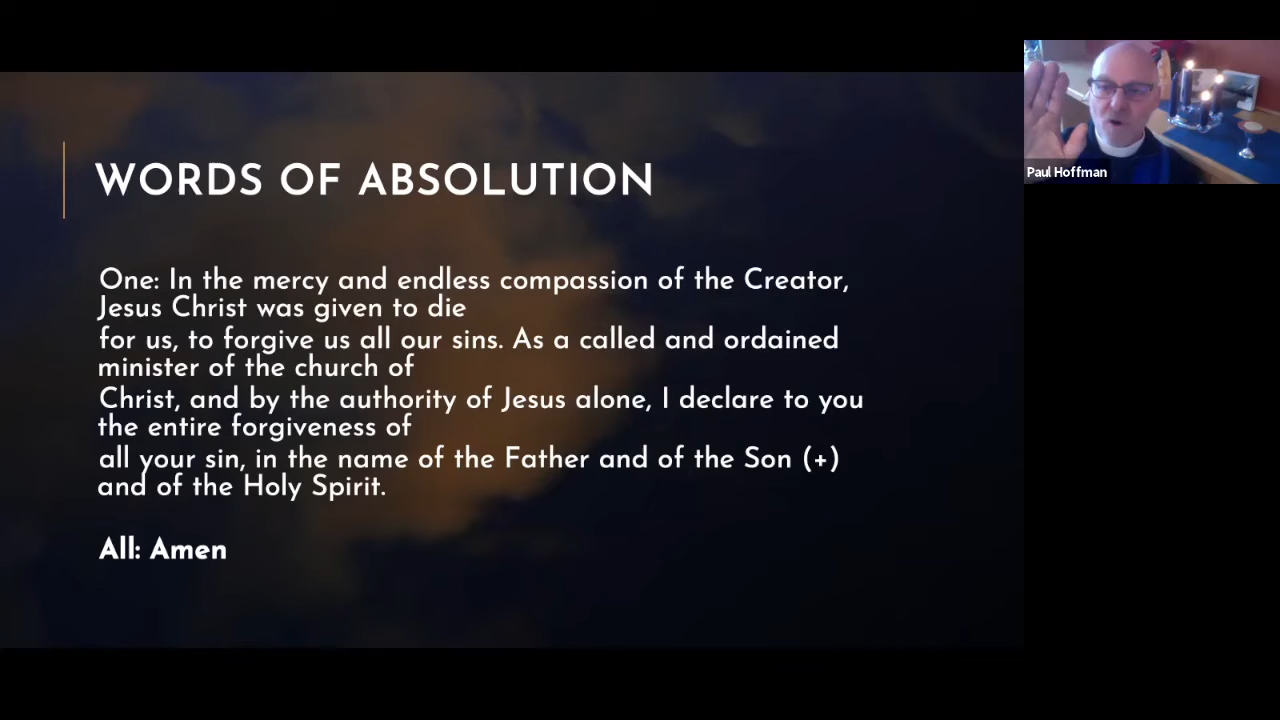 WORDS OF ABSOLUTION
One: In the mercy and endless compassion of the Creator,
Jesus Christ was given to die
for us, to forgive us all our sins. As a called and ordained
minister of the church of
Christ, and by the authority of Jesus alone, I declare to you
the entire forgiveness of
all your sin, in the name of the Father and of the Son (+)
and of the Holy Spirit.
All: Amen
Paul Hoffman